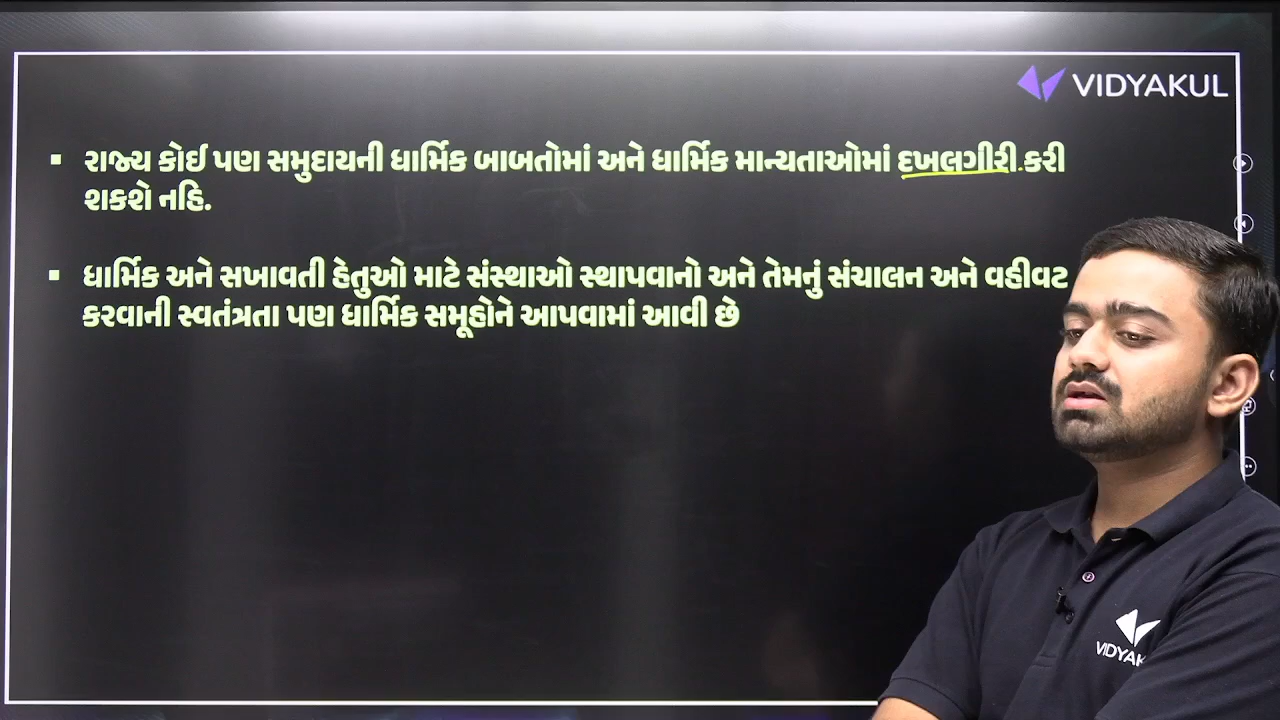 VIDYAKUL
▪ રાજ્ય કોઈ પણ સમુદાયની ધાર્મિક બાબતોમાં અને ધાર્મિક માન્યતાઓમાં દખલગીરી કરી
શકશે નહિ.
▪ ધાર્મિક અને સખાવતી હેતુઓ માટે સંસ્થાઓ સ્થાપવાનો અને તેમનું સંચાલન અને વહીવટ
કરવાની સ્વતંત્રતા પણ ધાર્મિક સમૂહોને આપવામાં આવી છે
VIDYAK